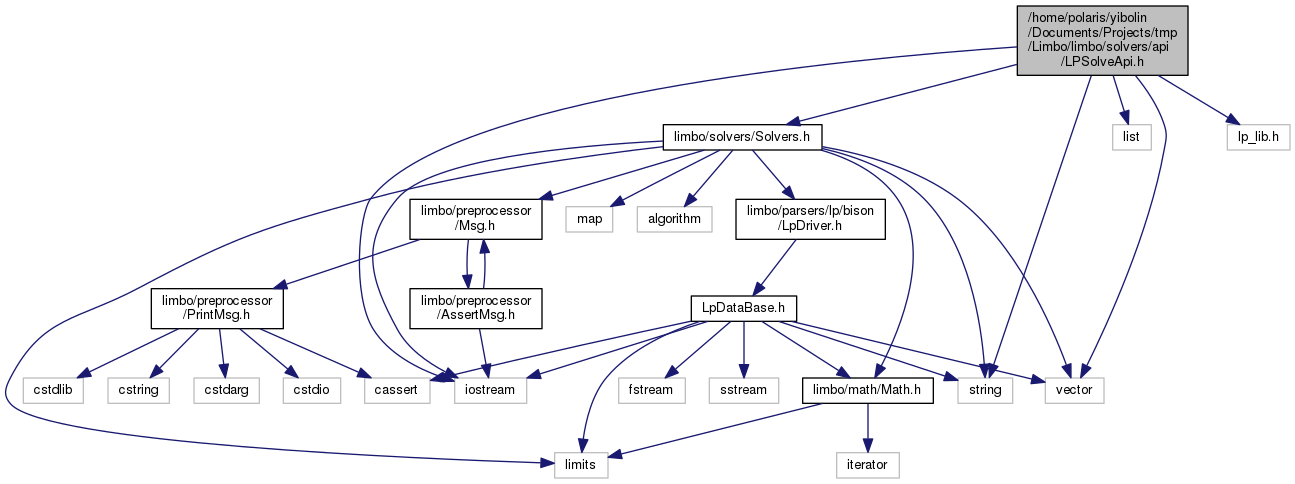 /home/polaris/yibolin
/Documents/Projects/tmp
/Limbo/limbo/solvers/api
/LPSolveApi.h
limbo/solvers/Solvers.h
list
lp_lib.h
limbo/preprocessor
/Msg.h
map
algorithm
limbo/parsers/lp/bison
/LpDriver.h
limbo/preprocessor
/PrintMsg.h
limbo/preprocessor
/AssertMsg.h
LpDataBase.h
cstdlib
cstring
cstdarg
cstdio
cassert
iostream
fstream
sstream
limbo/math/Math.h
string
vector
limits
iterator